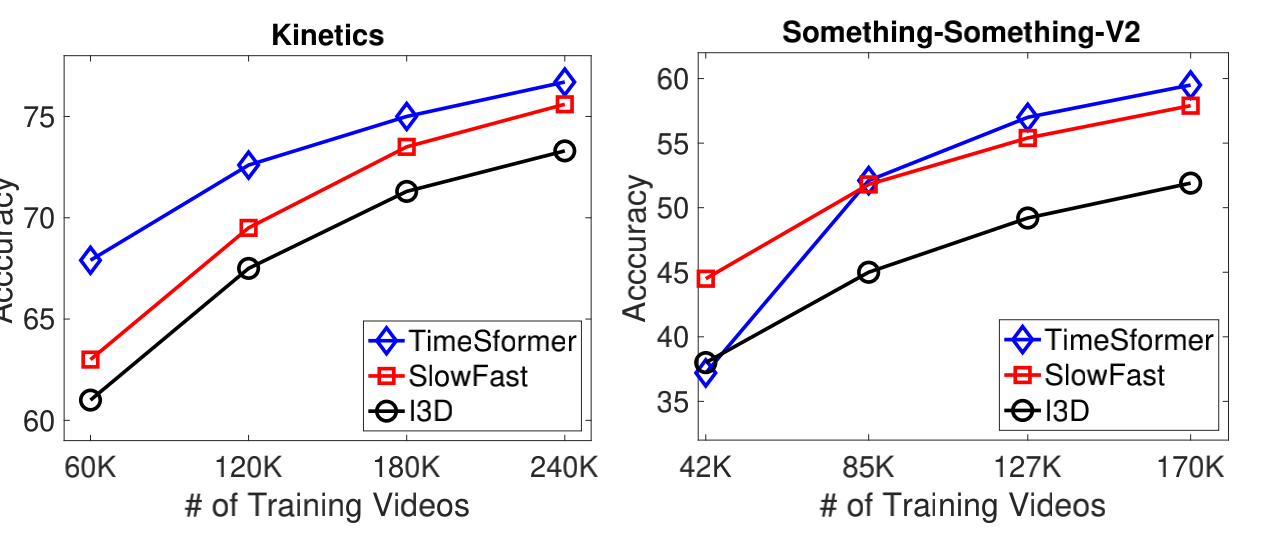 Kinetics
Acccuracy
75
70
65
60
60K 120K 180K 240K
# of Training Videos
TimeSformer
SlowFast
I3D
Something-Something-V2
Acccuracy
60
55
50
45
40
35
42K 85K 127K 170K
# of Training Videos
TimeSformer
SlowFast
I3D